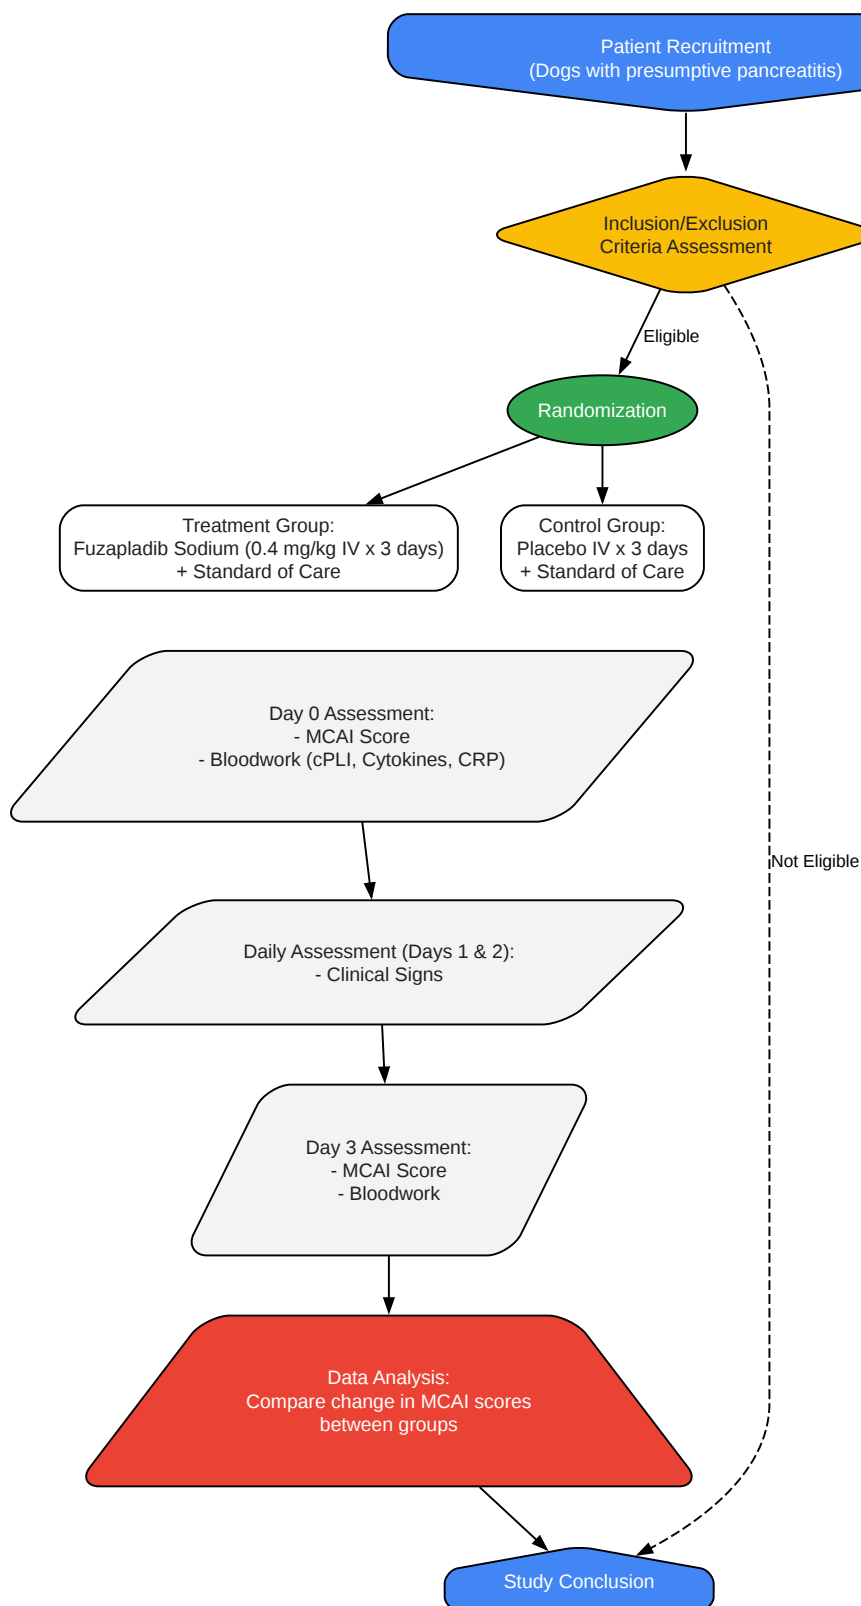 Patient Recruitment
(Dogs with presumptive pancreatitis)
Inclusion/Exclusion
Criteria Assessment
Eligible
Randomization
Treatment Group:
Fuzapladib Sodium (0.4 mg/kg IV x 3 days)
+ Standard of Care
Control Group:
Placebo IV x 3 days
+ Standard of Care
Day 0 Assessment:
- MCAI Score
- Bloodwork (cPLI, Cytokines, CRP)
Not Eligible
Daily Assessment (Days 1 & 2):
- Clinical Signs
Day 3 Assessment:
- MCAI Score
- Bloodwork
Data Analysis:
Compare change in MCAI scores
between groups
Study Conclusion